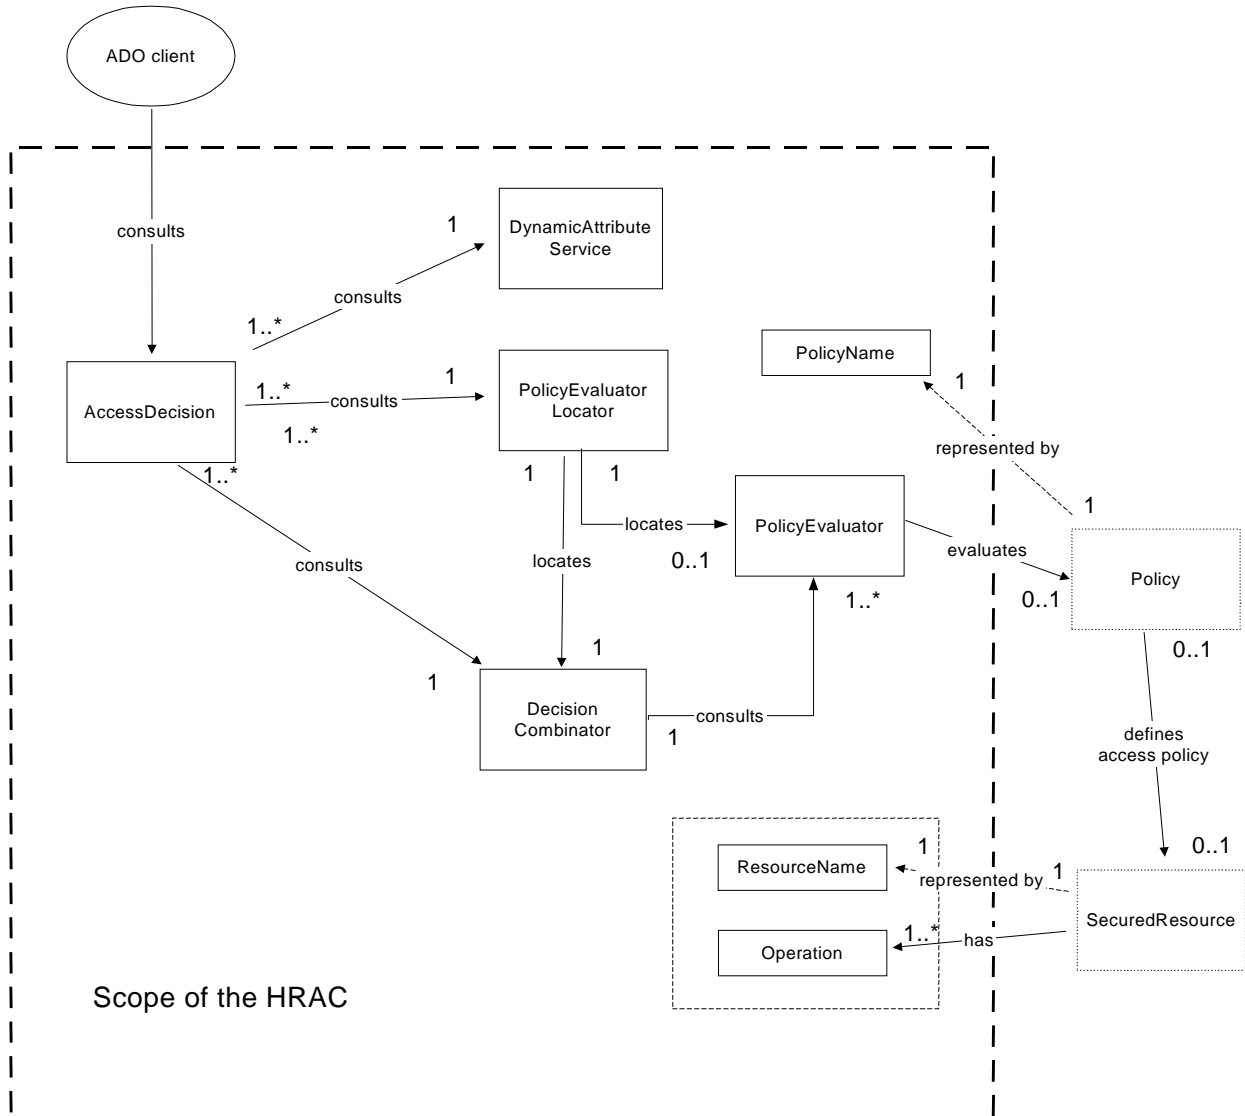 ADO client
consults
1
DynamicAttribute
Service
consults
1..*
PolicyName
1
1..*
1
consults
1..*
AccessDecision
PolicyEvaluator
Locator
represented by
1
1..*
1
1
locates
PolicyEvaluator
0..1
1..*
evaluates
0..1
Policy
consults
locates
0..1
1
1
Decision
Combinator
consults
1
defines
access policy
0..1
ResourceName
1
represented by
1
SecuredResource
Operation
1..*
has
Scope of the HRAC